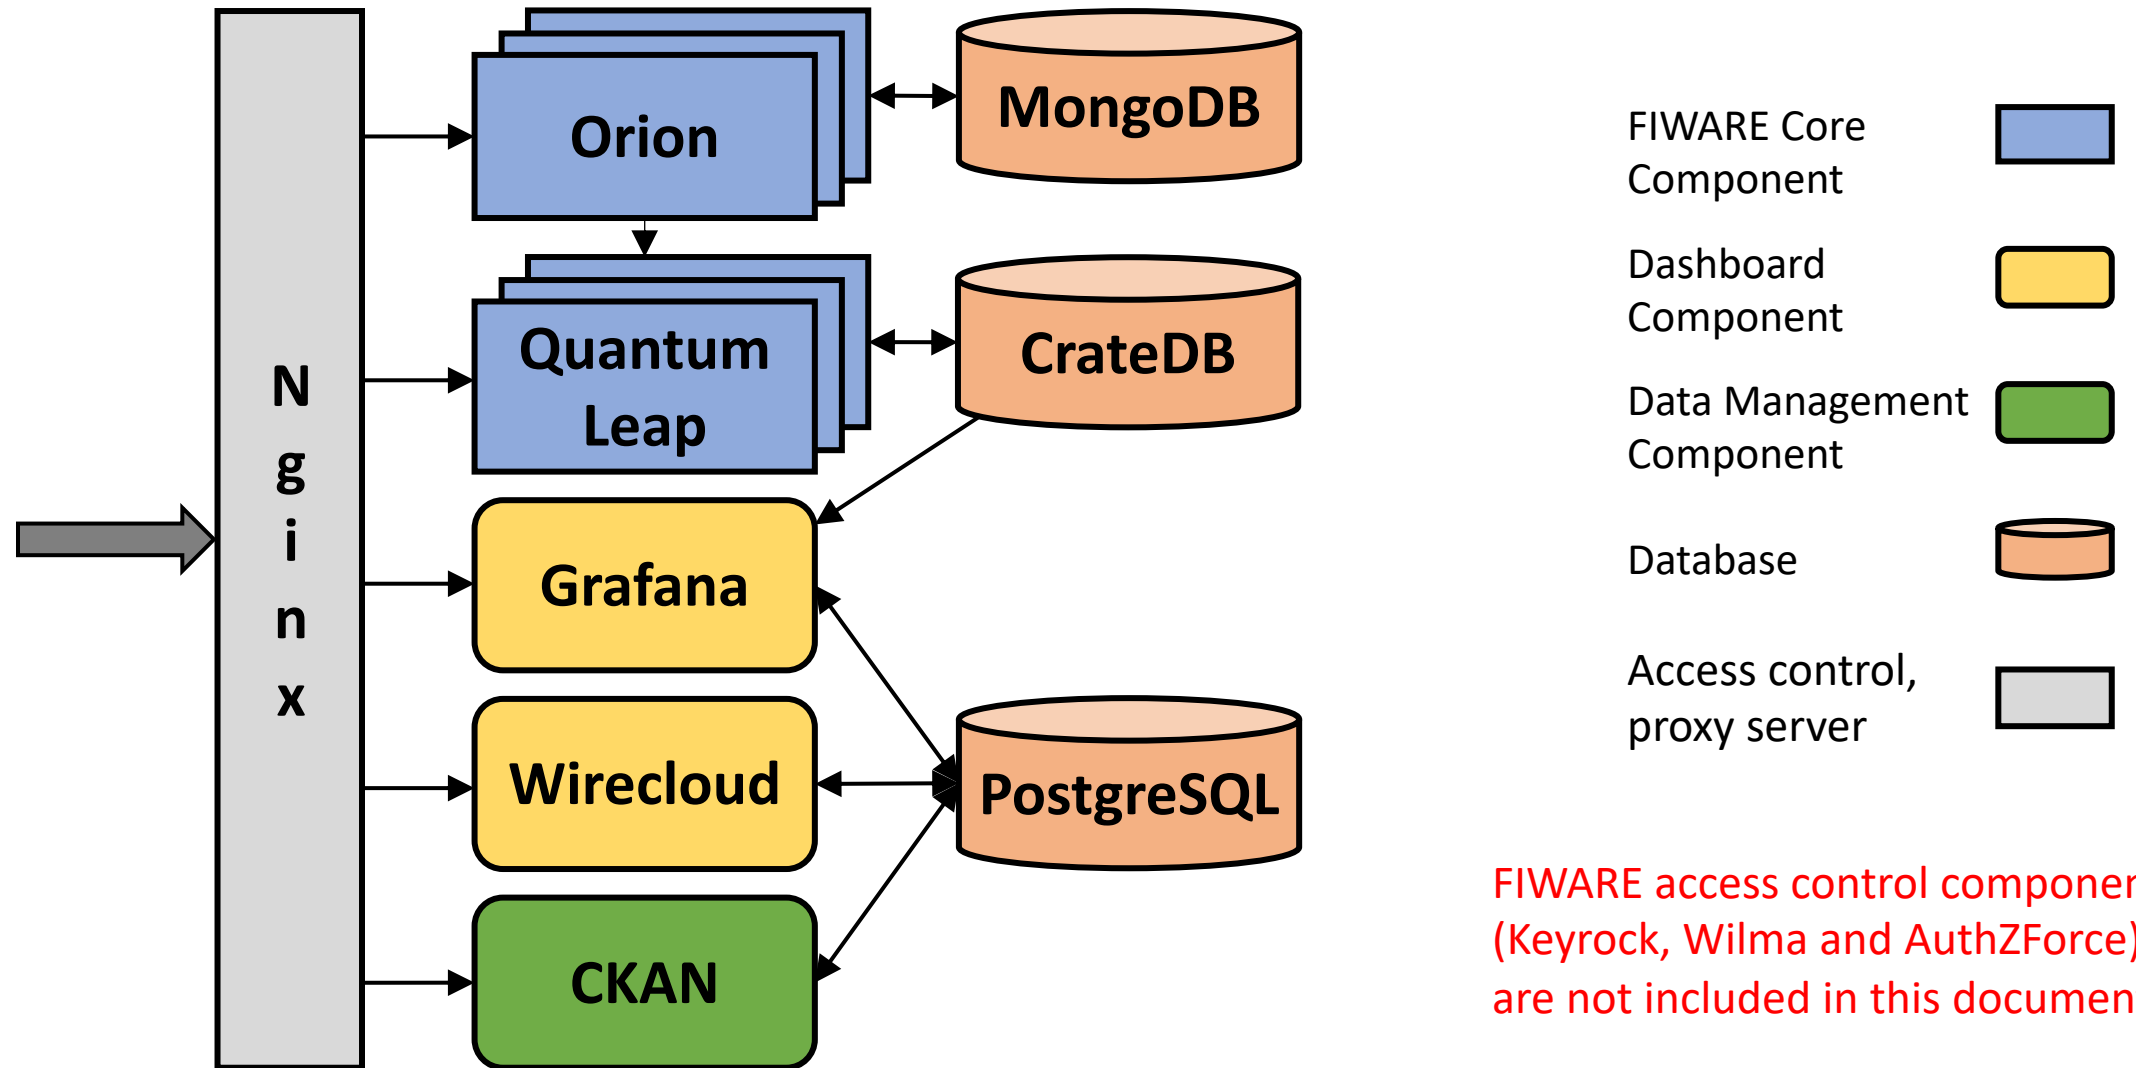 Nginx
Orion
MongoDB
Quantum
Leap
CrateDB
Grafana
Wirecloud
PostgreSQL
CKAN
FIWARE Core
Component
Dashboard
Component
Data Management
Component
Database
Access control,
proxy server
FIWARE access control componen
(Keyrock, Wilma and AuthZForce)
are not included in this documen